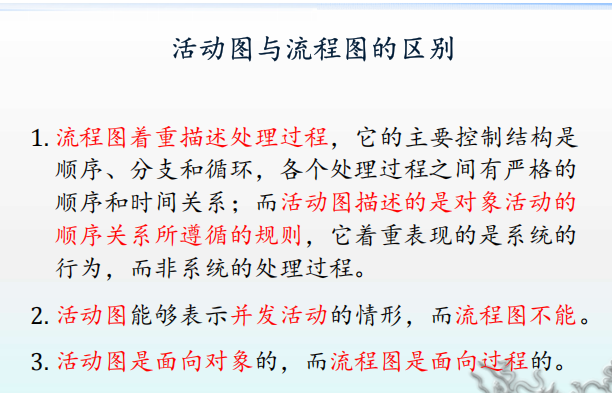 活动图与流程图的区别
1. 流程图着重描述处理过程，它的主要控制结构是
顺序、分支和循环，各个处理过程之间有严格的
顺序和时间关系；而活动图描述的是对象活动的
顺序关系所遵循的规则，它着重表现的是系统的
行为，而非系统的处理过程。
2. 活动图能够表示并发活动的情形，而流程图不能。
3. 活动图是面向对象的，而流程图是面向过程的。